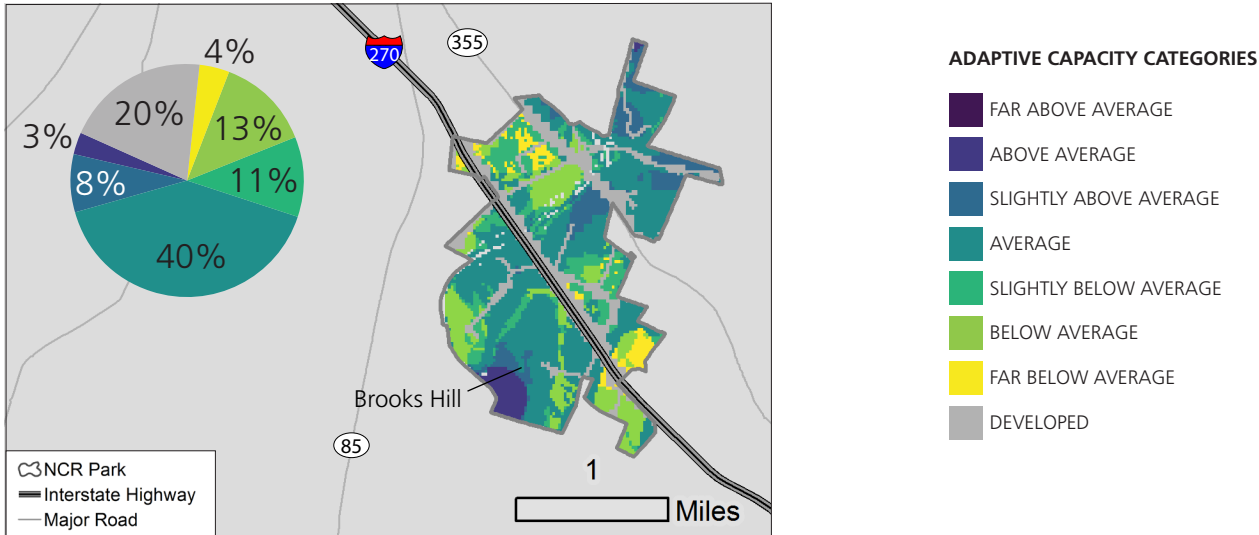 4%
20%
13%
3%
8%
11%
40%
270
355
Brooks Hill
85
NCR Park
Interstate Highway
Major Road
1
Miles
ADAPTIVE CAPACITY CATEGORIES
FAR ABOVE AVERAGE
ABOVE AVERAGE
SLIGHTLY ABOVE AVERAGE
AVERAGE
SLIGHTLY BELOW AVERAGE
BELOW AVERAGE
FAR BELOW AVERAGE
DEVELOPED